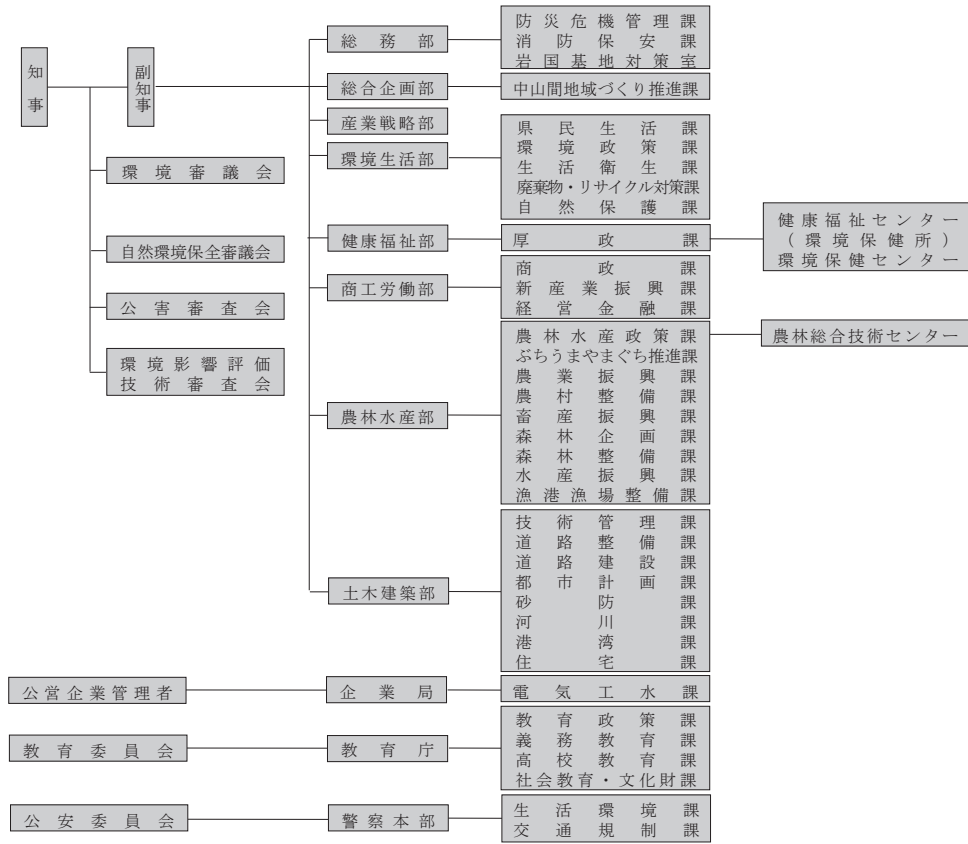 知事
副知事
環境審議会
自然環境保全審議会
公害審査会
環境影響評価
技術審査会
総務部
防災危機管理課
消防保安課
岩国基地対策室
総合企画部
中山間地域づくり推進課
産業戦略部
環境生活部
県民生活課
環境政策課
生活衛生課
廃棄物・リサイクル対策課
自然保護課
健康福祉部
厚政課
健康福祉センター
（環境保健所）
環境保健センター
商工労働部
商政課
新産業振興課
経営金融課
農林水産部
農林水産政策課
ぶちうまやまぐち推進課
農業振興課
農村整備課
畜産振興課
森林企画課
森林整備課
水産振興課
漁港漁場整備課
農林総合技術センター
土木建築部
技術管理課
道路整備課
道路建設課
都市計画課
砂防課
河川課
港湾課
住宅課
公営企業管理者
企業局
電気工水課
教育委員会
教育庁
教育政策課
義務教育課
高校教育課
社会教育・文化財課
公安委員会
警察本部
生活環境課
交通規制課